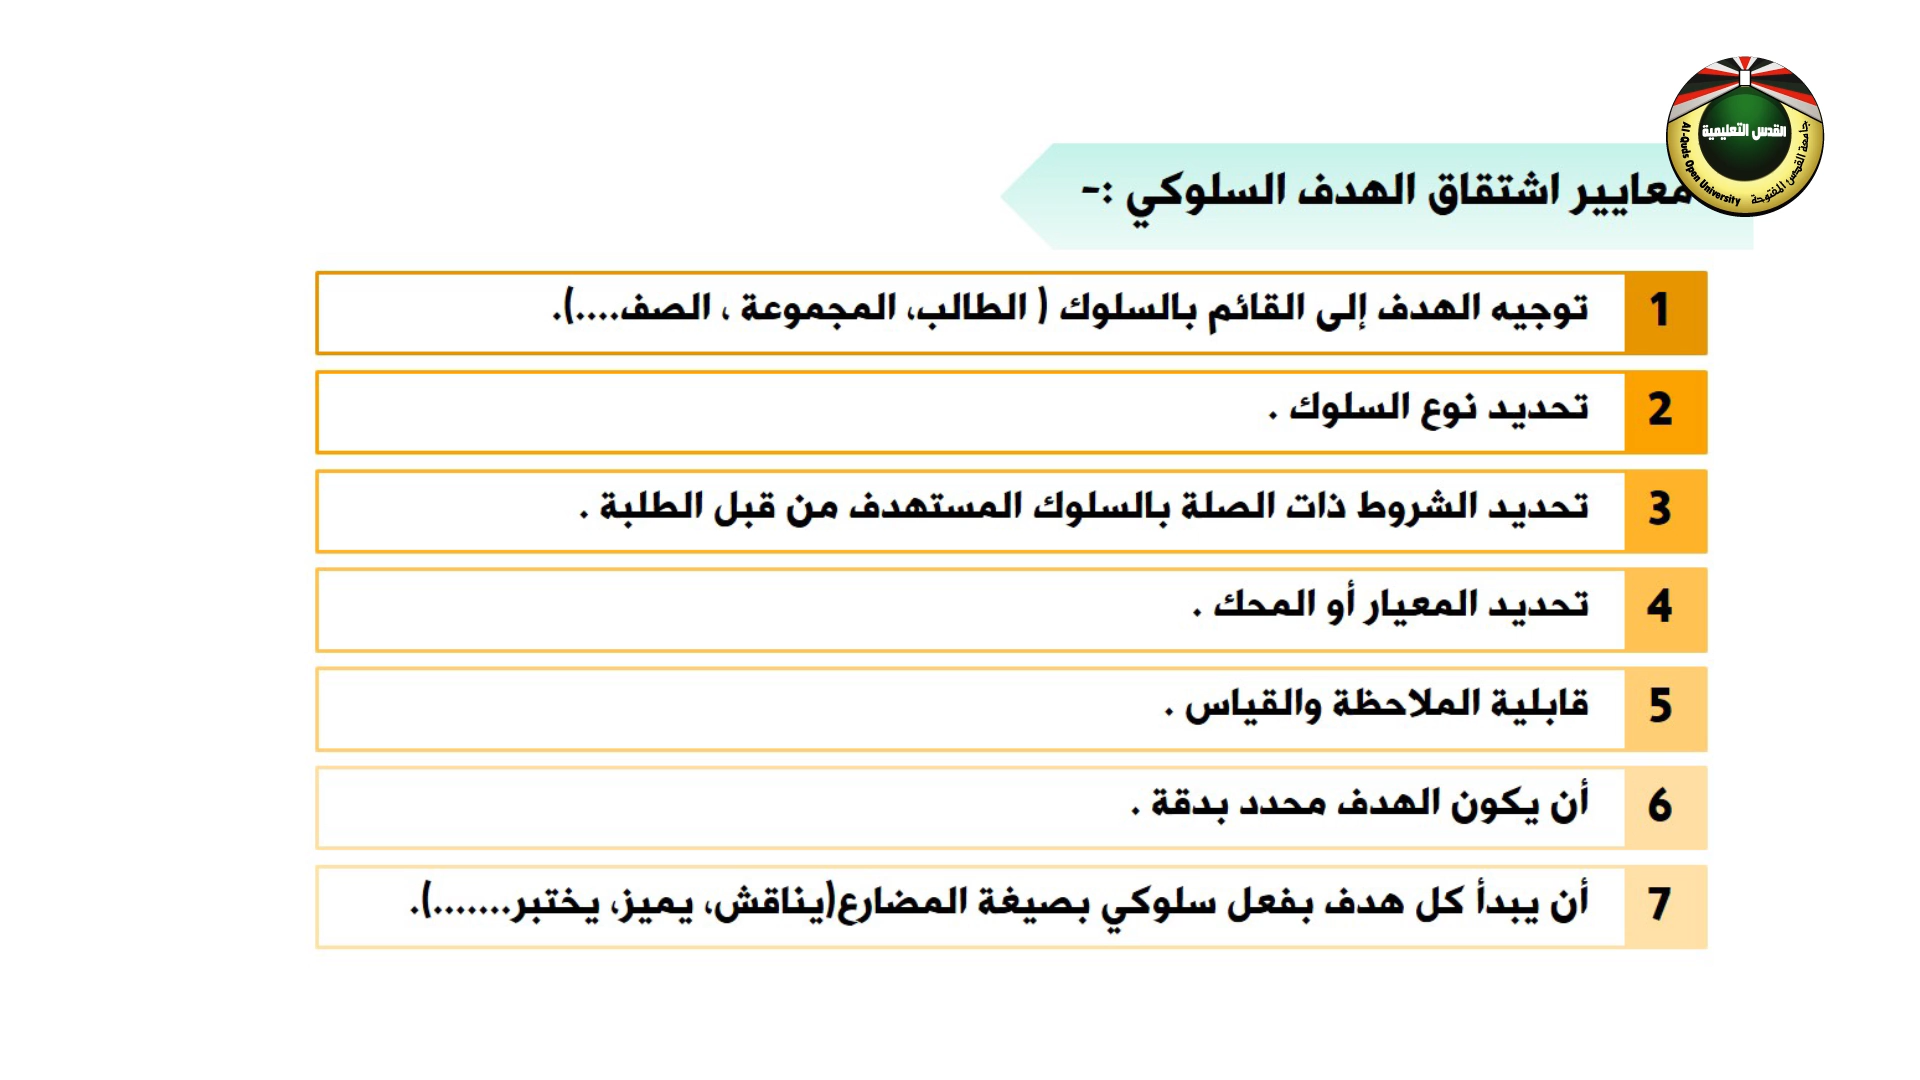 القدس التعليمية
جامعة القدس المفتوحة
Al-Quds Open University
معايير اشتقاق الهدف السلوكي :-
1 توجيه الهدف إلى القائم بالسلوك ( الطالب، المجموعة ، الصف....).
2 تحديد نوع السلوك .
3 تحديد الشروط ذات الصلة بالسلوك المستهدف من قبل الطلبة .
4 تحديد المعيار أو المحك .
5 قابلية الملاحظة والقياس .
6 أن يكون الهدف محدد بدقة .
7 أن يبدأ كل هدف بفعل سلوكي بصيغة المضارع(يناقش، يميز، يختبر.......).